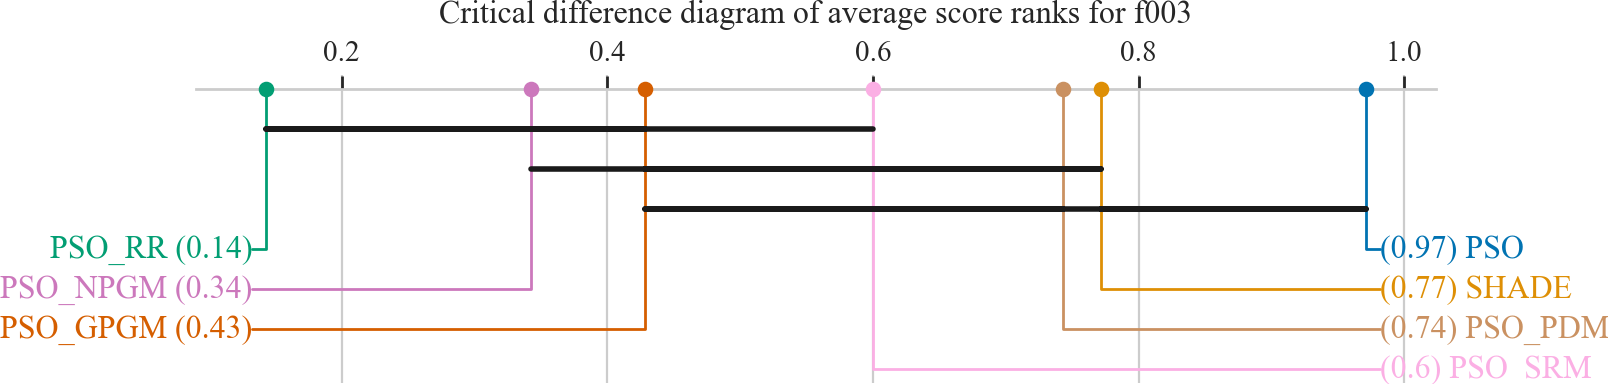 Critical difference diagram of average score ranks for f003
0.2 0.4 0.6 0.8 1.0
PSO_RR (0.14) (0.97) PSO
PSO_NPGM (0.34) (0.77) SHADE
PSO_GPGM (0.43) (0.74) PSO_PDM
(0.6) PSO_SRM